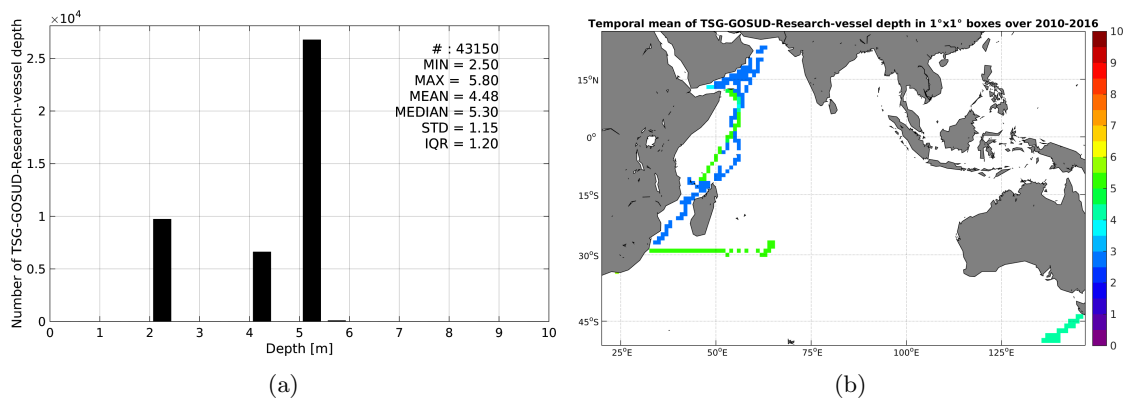 ×10⁴
Number of TSG-GOSUD-Research-vessel depth
2.5
2
1.5
1
0.5
0
# : 43150
MIN = 2.50
MAX = 5.80
MEAN = 4.48
MEDIAN = 5.30
STD = 1.15
IQR = 1.20
0 1 2 3 4 5 6 7 8 9 10
Depth [m]
(a)
Temporal mean of TSG-GOSUD-Research-vessel depth in 1°x1° boxes over 2010-2016
15°N
0°
15°S
30°S
45°S
25°E 50°E 75°E 100°E 125°E
10
9
8
7
6
5
4
3
2
1
0
(b)